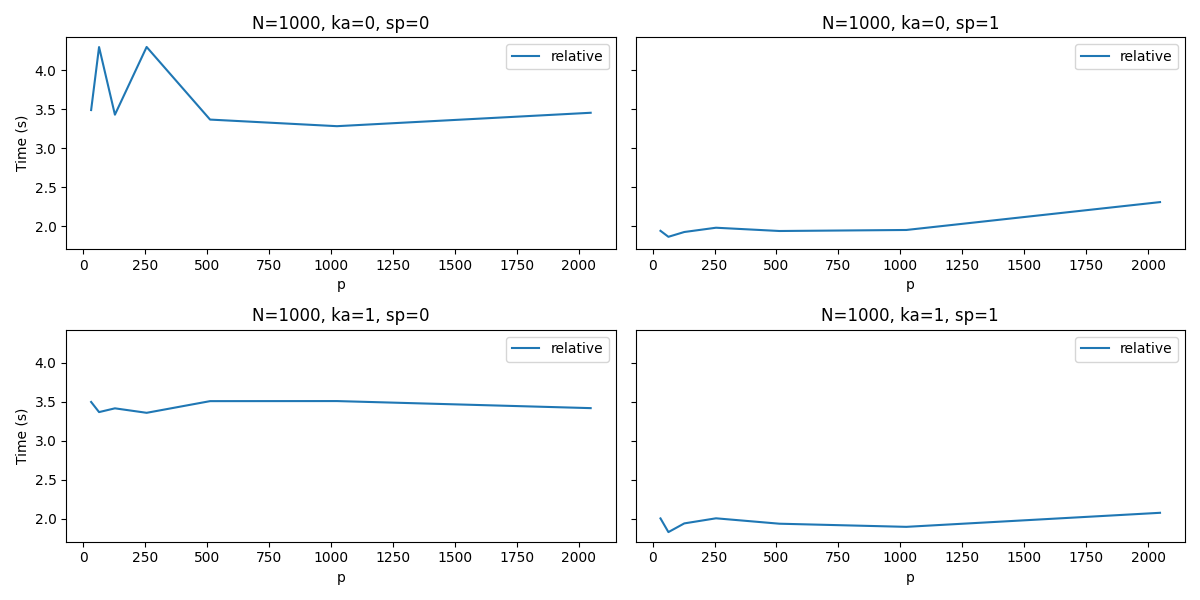 N=1000, ka=0, sp=0
relative
Time (s)
4.0
3.5
3.0
2.5
2.0
0 250 500 750 1000 1250 1500 1750 2000
p
N=1000, ka=0, sp=1
relative
0 250 500 750 1000 1250 1500 1750 2000
p
N=1000, ka=1, sp=0
relative
Time (s)
4.0
3.5
3.0
2.5
2.0
0 250 500 750 1000 1250 1500 1750 2000
p
N=1000, ka=1, sp=1
relative
0 250 500 750 1000 1250 1500 1750 2000
p